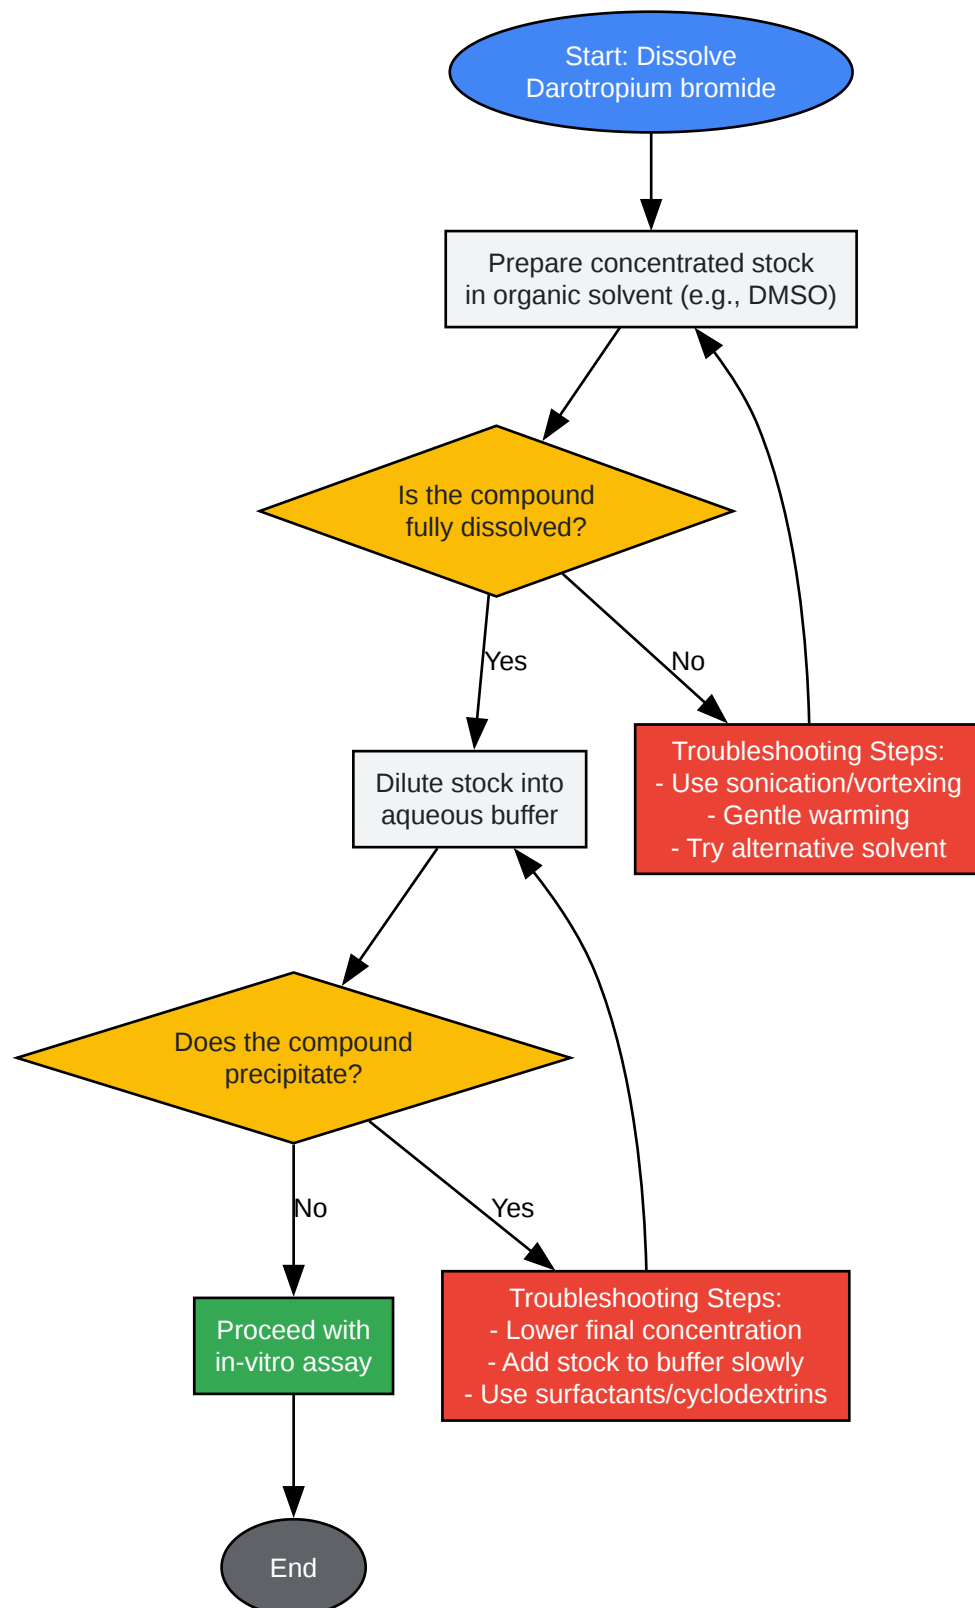 Start: Dissolve
Darotropium bromide
Prepare concentrated stock
in organic solvent (e.g., DMSO)
Is the compound
fully dissolved?
Yes
No
Troubleshooting Steps:
- Use sonication/vortexing
- Gentle warming
- Try alternative solvent
Dilute stock into
aqueous buffer
Does the compound
precipitate?
No
Yes
Proceed with
in-vitro assay
Troubleshooting Steps:
- Lower final concentration
- Add stock to buffer slowly
- Use surfactants/cyclodextrins
End